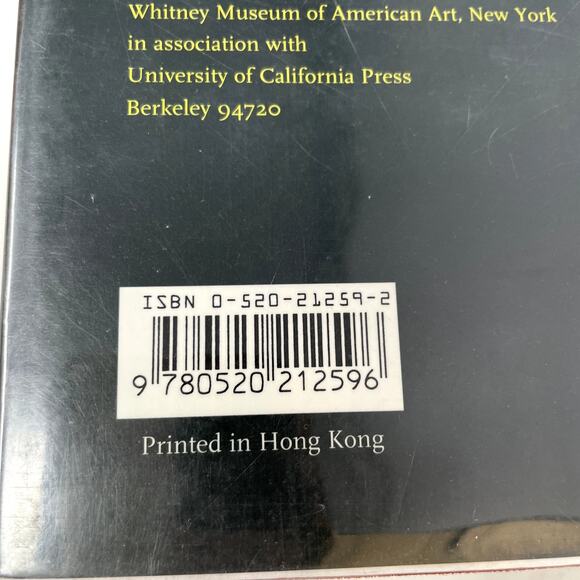 Whitney Museum of American Art, New York
in association with
University of California Press
Berkeley 94720
ISBN 0-520-21259-2
9 780520 212596
Printed in Hong Kong